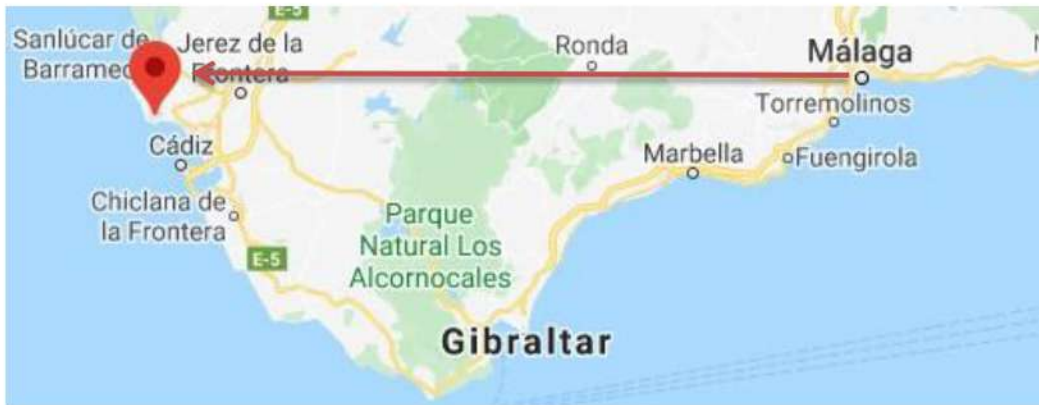 Sanlúcar de
Barramed
Jerez de la
Frontera
Ronda
Málaga
Torremolinos
Cádiz
Marbella
Fuengirola
Chiclana de
la Frontera
Parque
Natural Los
Alcornocales
E-5
E-5
Gibraltar